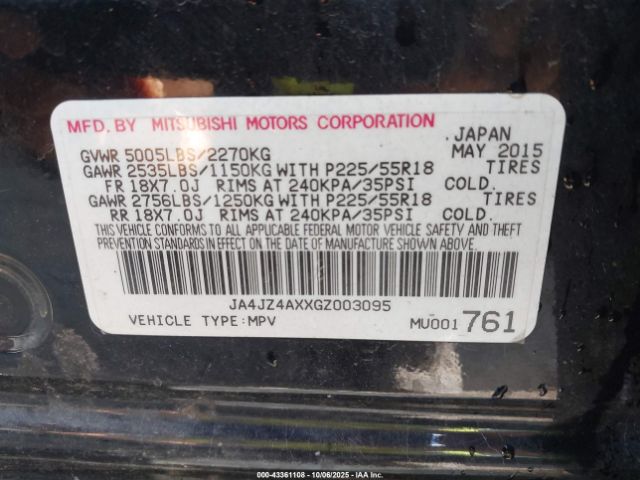 MFD. BY MITSUBISHI MOTORS CORPORATION
, JAPAN
GVWR 5005LBS/2270KG MAY 2015
GAWR 2535LBS/1150KG WITH P225/55R18 TIRES
FR 18X7.0J RIMS AT 240KPA/35PSI COLD.
GAWR 2756LBS/1250KG WITH P225/55R18 TIRES
RR 18X7.0J RIMS AT 240KPA/35PSI COLD.
THIS VEHICLE CONFORMS TO ALL APPLICABLE FEDERAL MOTOR VEHICLE SAFETY AND THEFT
PREVENTION STANDARDS IN EFFECT ON THE DATE OF MANUFACTURE SHOWN ABOVE.
JA4JZ4AXXGZ003095
VEHICLE TYPE:MPV MU001 761
000-43361108 • 10/06/2025 • IAAI.COM